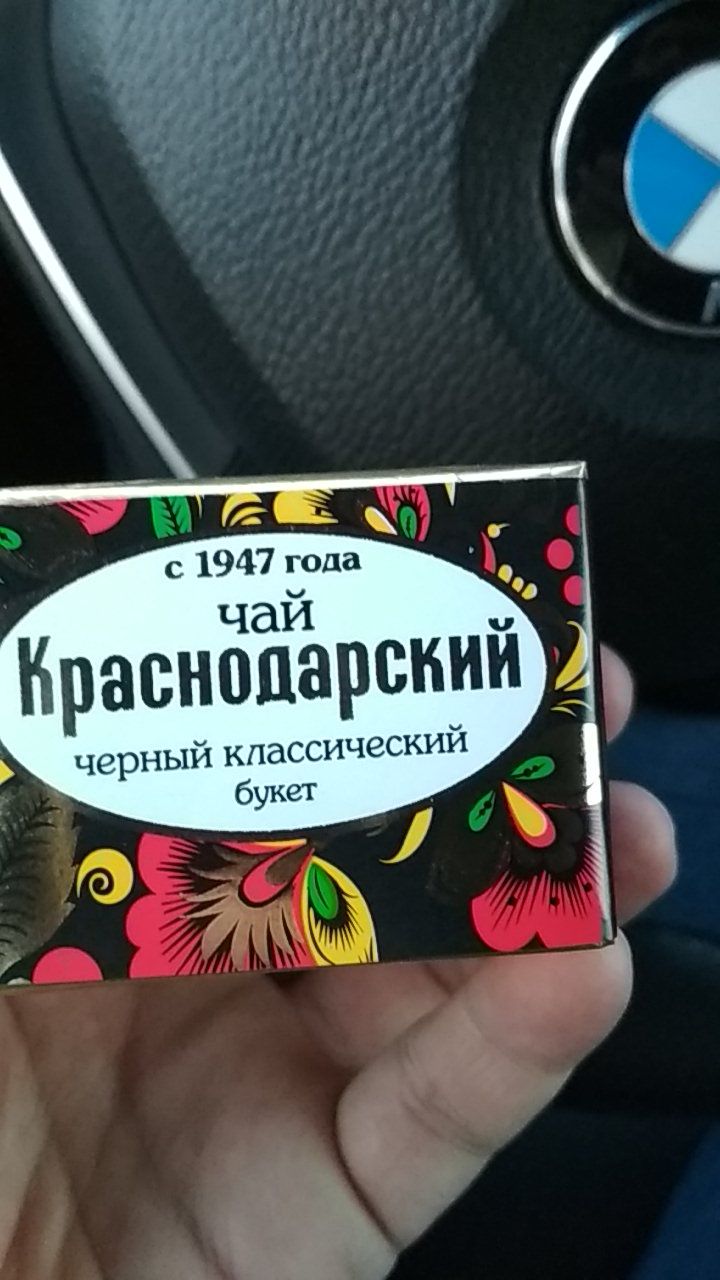 с 1947 года
чай
Краснодарский
черный классический
букет